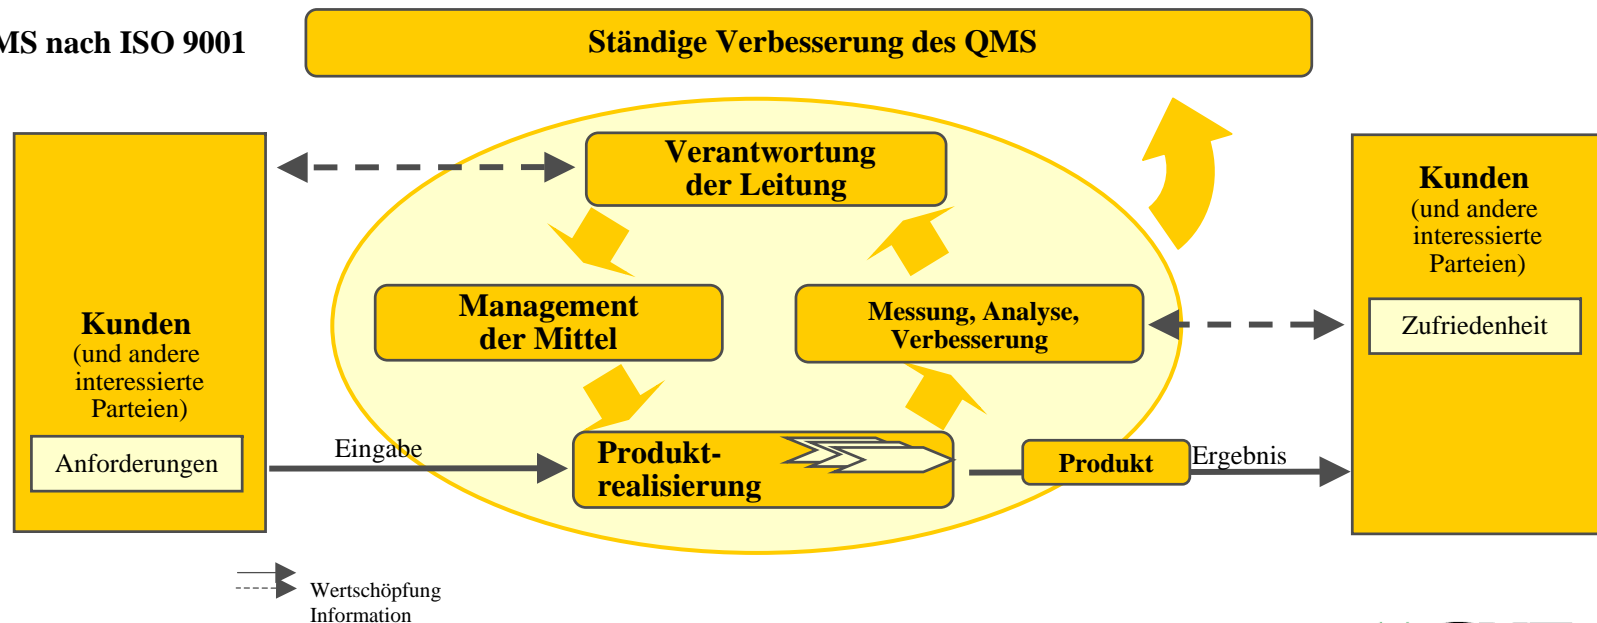 MS nach ISO 9001
Ständige Verbesserung des QMS
Verantwortung
der Leitung
Kunden
(und andere
interessierte
Parteien)
Management
der Mittel
Messung, Analyse,
Verbesserung
Zufriedenheit
Kunden
(und andere
interessierte
Parteien)
Anforderungen
Eingabe
Produkt-
realisierung
Produkt
Ergebnis
Wertschöpfung
Information